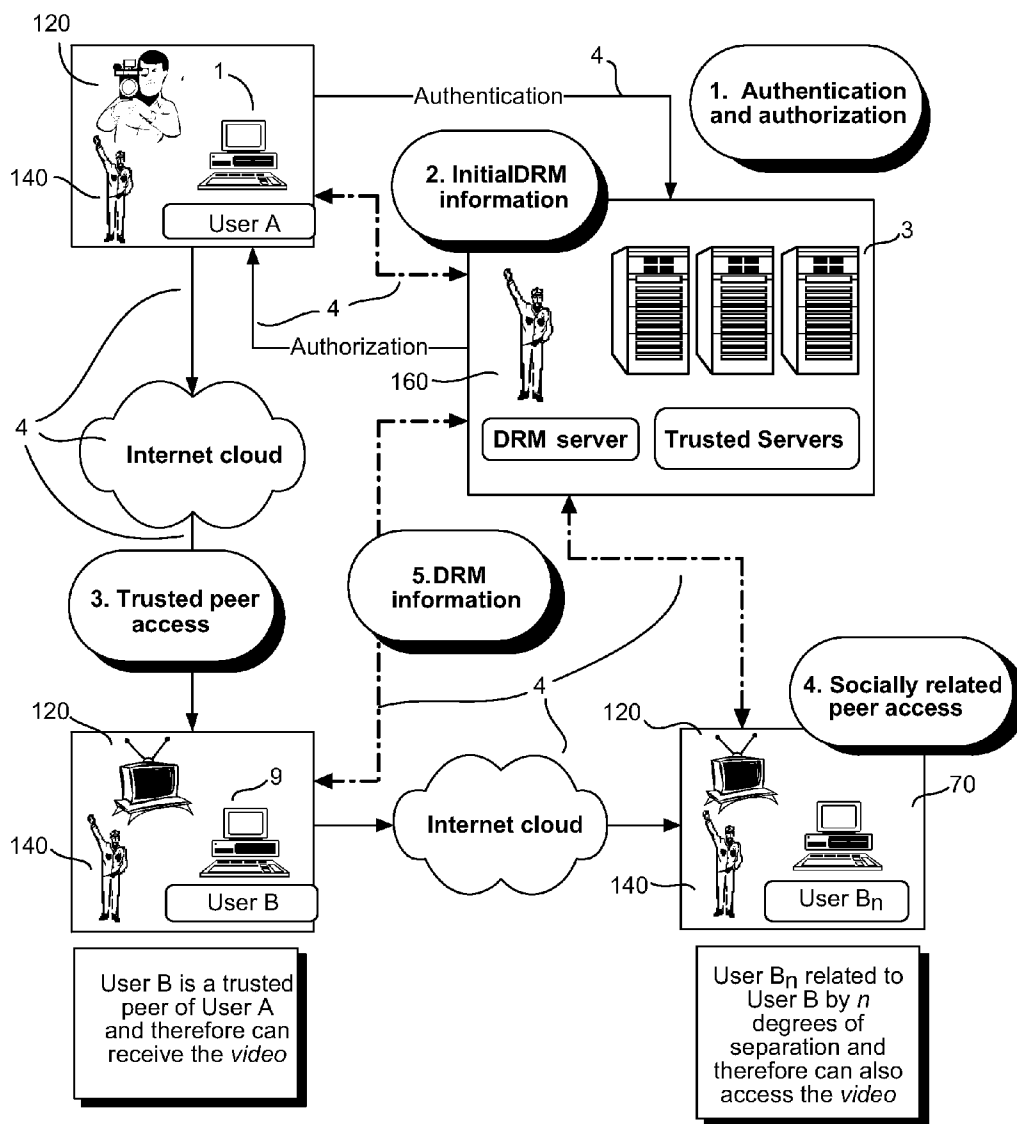 120
1
4
Authentication
1. Authentication
and authorization
140
2. InitialDRM
information
User A
3
4
Authorization
160
DRM server
Trusted Servers
4
Internet cloud
5.DRM
information
3. Trusted peer
access
4
4. Socially related
peer access
120
9
120
70
Internet cloud
140
User B
140
User Bn
User B is a trusted
peer of User A
and therefore can
receive the video
User Bn related to
User B by n
degrees of
separation and
therefore can also
access the video